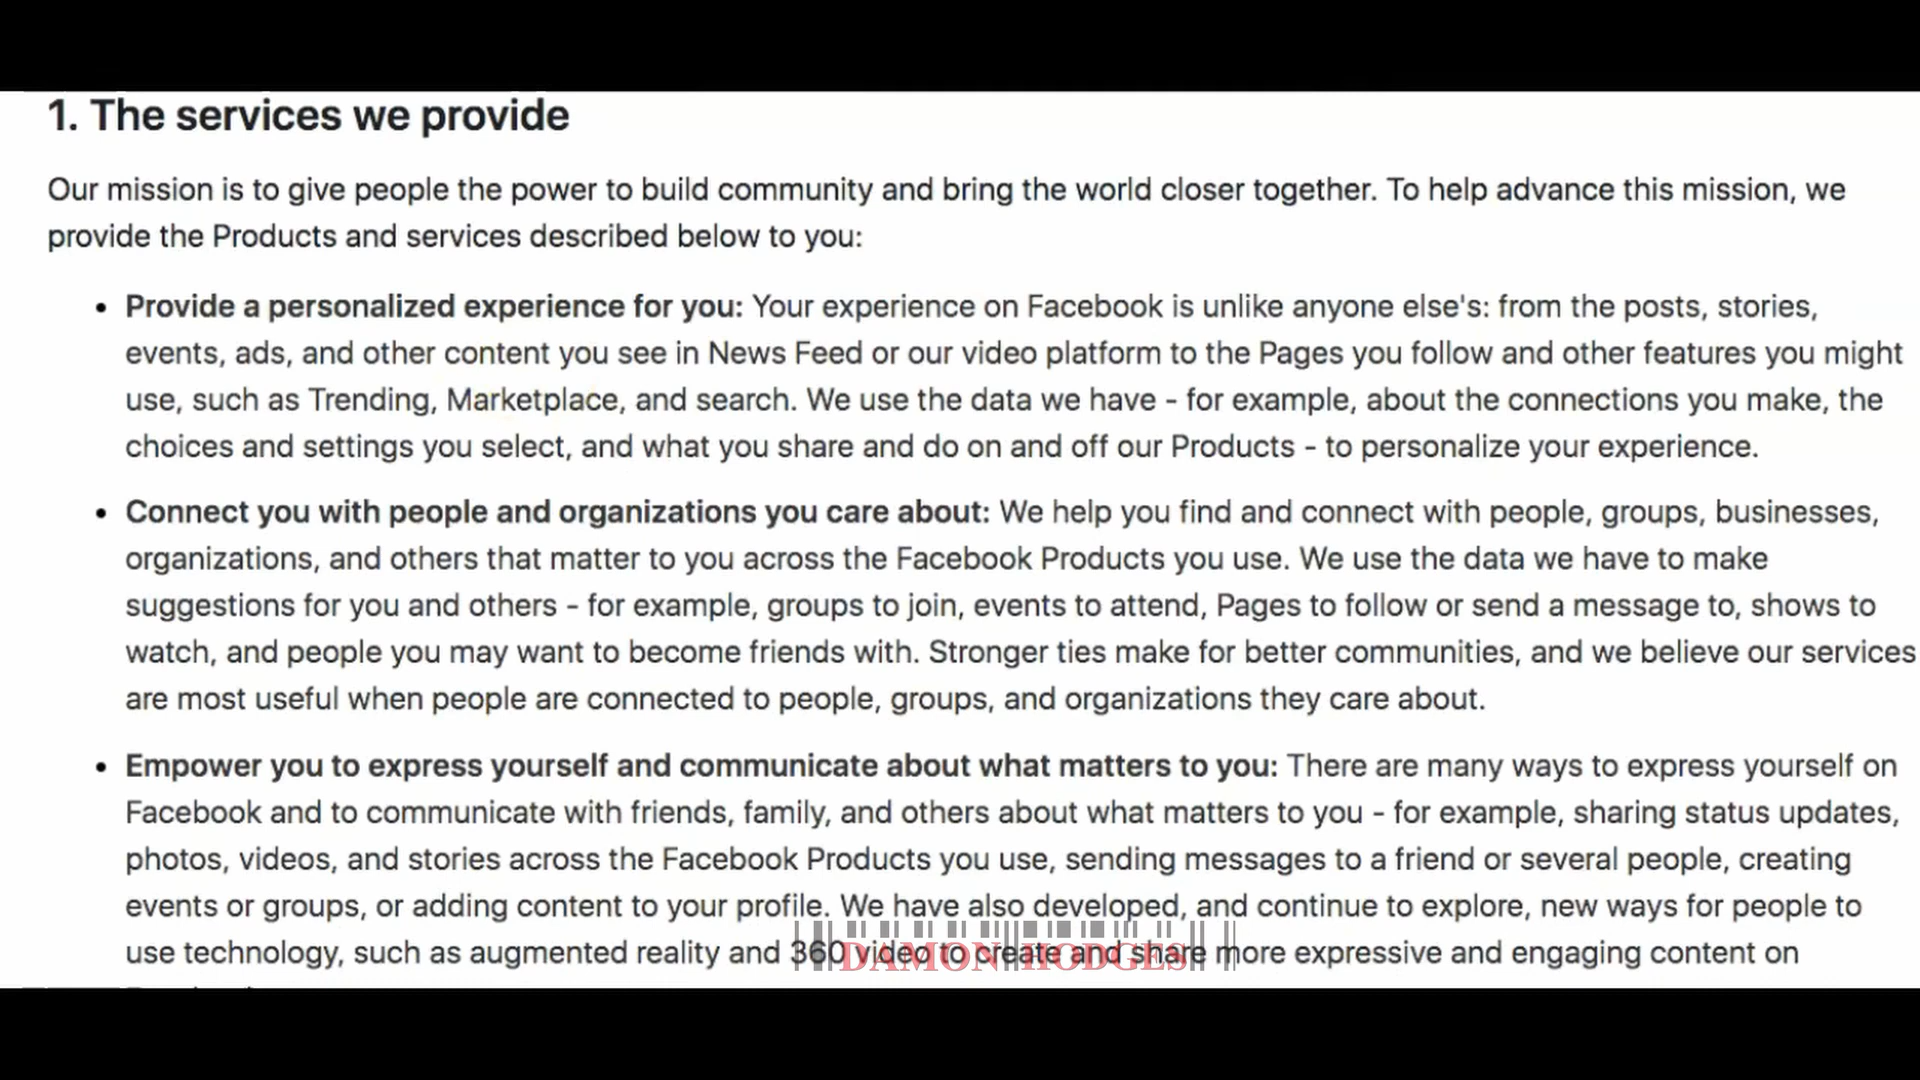 1. The services we provide
Our mission is to give people the power to build community and bring the world closer together. To help advance this mission, we
provide the Products and services described below to you:
• Provide a personalized experience for you: Your experience on Facebook is unlike anyone else's: from the posts, stories,
events, ads, and other content you see in News Feed or our video platform to the Pages you follow and other features you might
use, such as Trending, Marketplace, and search. We use the data we have - for example, about the connections you make, the
choices and settings you select, and what you share and do on and off our Products - to personalize your experience.
• Connect you with people and organizations you care about: We help you find and connect with people, groups, businesses,
organizations, and others that matter to you across the Facebook Products you use. We use the data we have to make
suggestions for you and others - for example, groups to join, events to attend, Pages to follow or send a message to, shows to
watch, and people you may want to become friends with. Stronger ties make for better communities, and we believe our services
are most useful when people are connected to people, groups, and organizations they care about.
• Empower you to express yourself and communicate about what matters to you: There are many ways to express yourself on
Facebook and to communicate with friends, family, and others about what matters to you - for example, sharing status updates,
photos, videos, and stories across the Facebook Products you use, sending messages to a friend or several people, creating
events or groups, or adding content to your profile. We have also developed, and continue to explore, new ways for people to
use technology, such as augmented reality and 360 video to create and share more expressive and engaging content on
DAMON HODGES